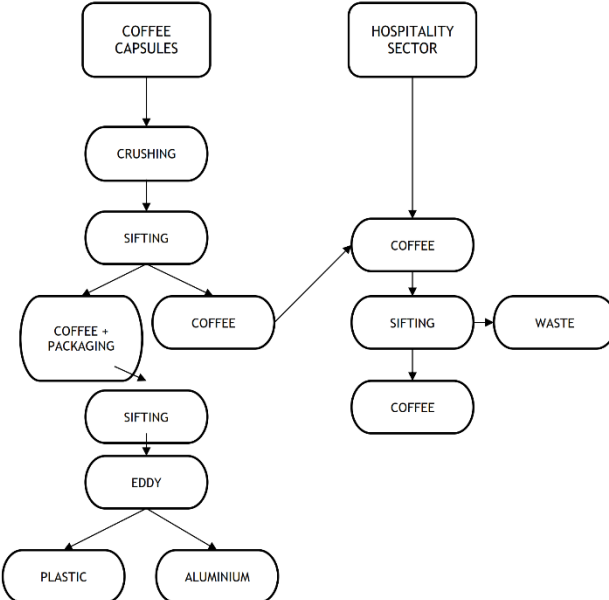 COFFEE
CAPSULES
HOSPITALITY
SECTOR
CRUSHING
SIFTING
COFFEE
COFFEE +
PACKAGING
COFFEE
SIFTING
WASTE
SIFTING
COFFEE
EDDY
PLASTIC
ALUMINIUM